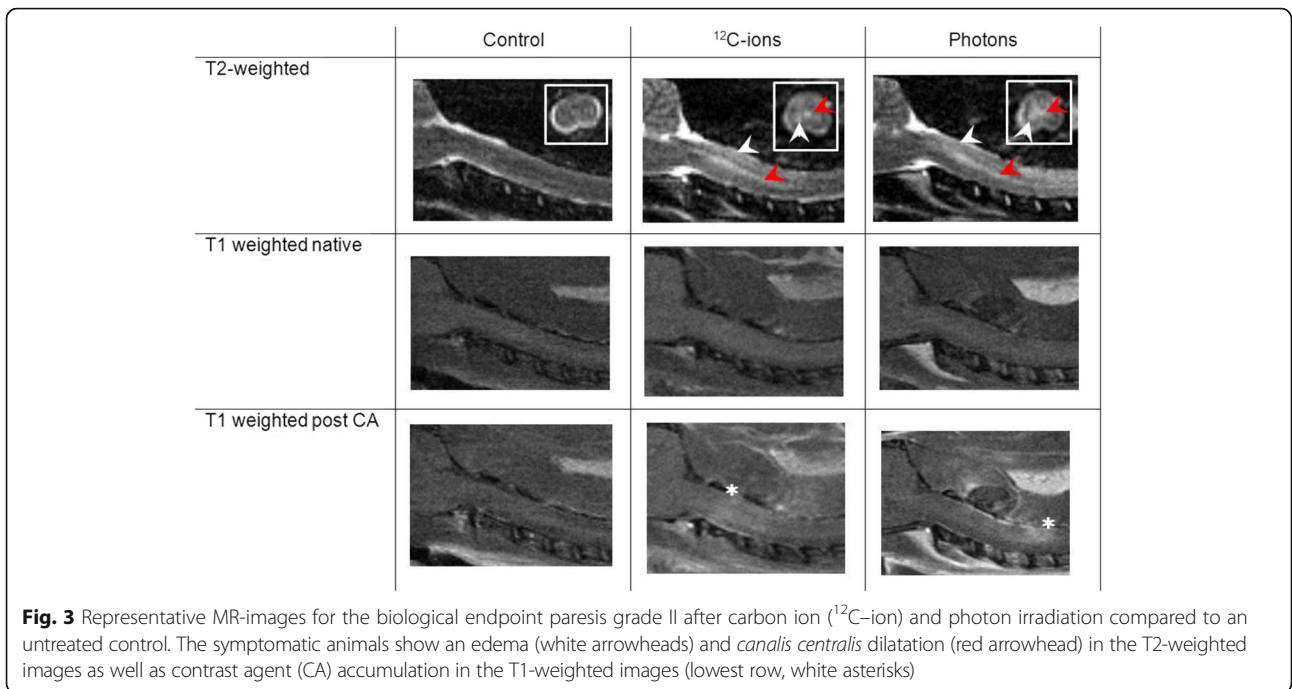 Control
¹²C-ions
Photons
T2-weighted
T1 weighted native
T1 weighted post CA
*
*
Fig. 3 Representative MR-images for the biological endpoint paresis grade II after carbon ion (¹²C–ion) and photon irradiation compared to an
untreated control. The symptomatic animals show an edema (white arrowheads) and canalis centralis dilatation (red arrowhead) in the T2-weighted
images as well as contrast agent (CA) accumulation in the T1-weighted images (lowest row, white asterisks)